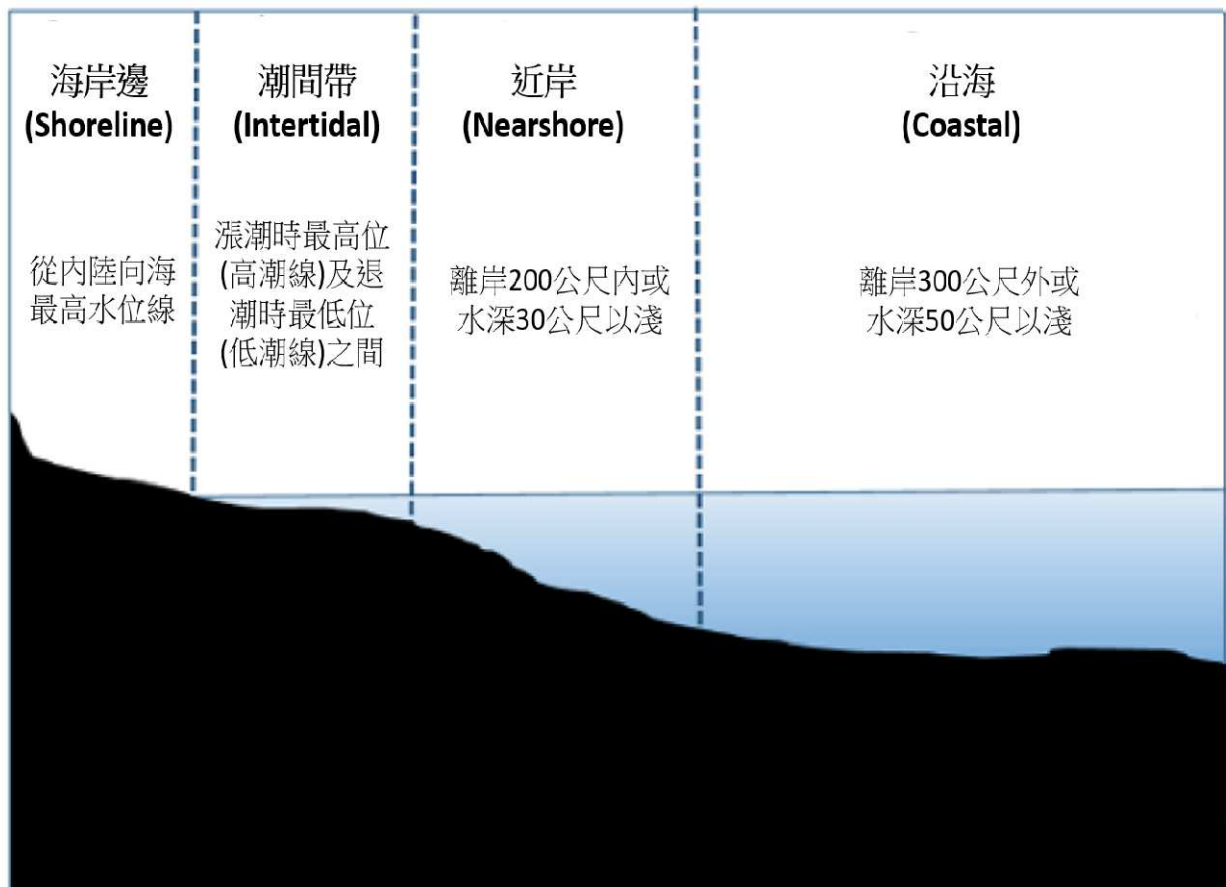 海岸邊
(Shoreline)
從內陸向海
最高水位線
潮間帶
(Intertidal)
漲潮時最高位
(高潮線)及退
潮時最低位
(低潮線)之間
近岸
(Nearshore)
離岸200公尺內或
水深30公尺以淺
沿海
(Coastal)
離岸300公尺外或
水深50公尺以淺